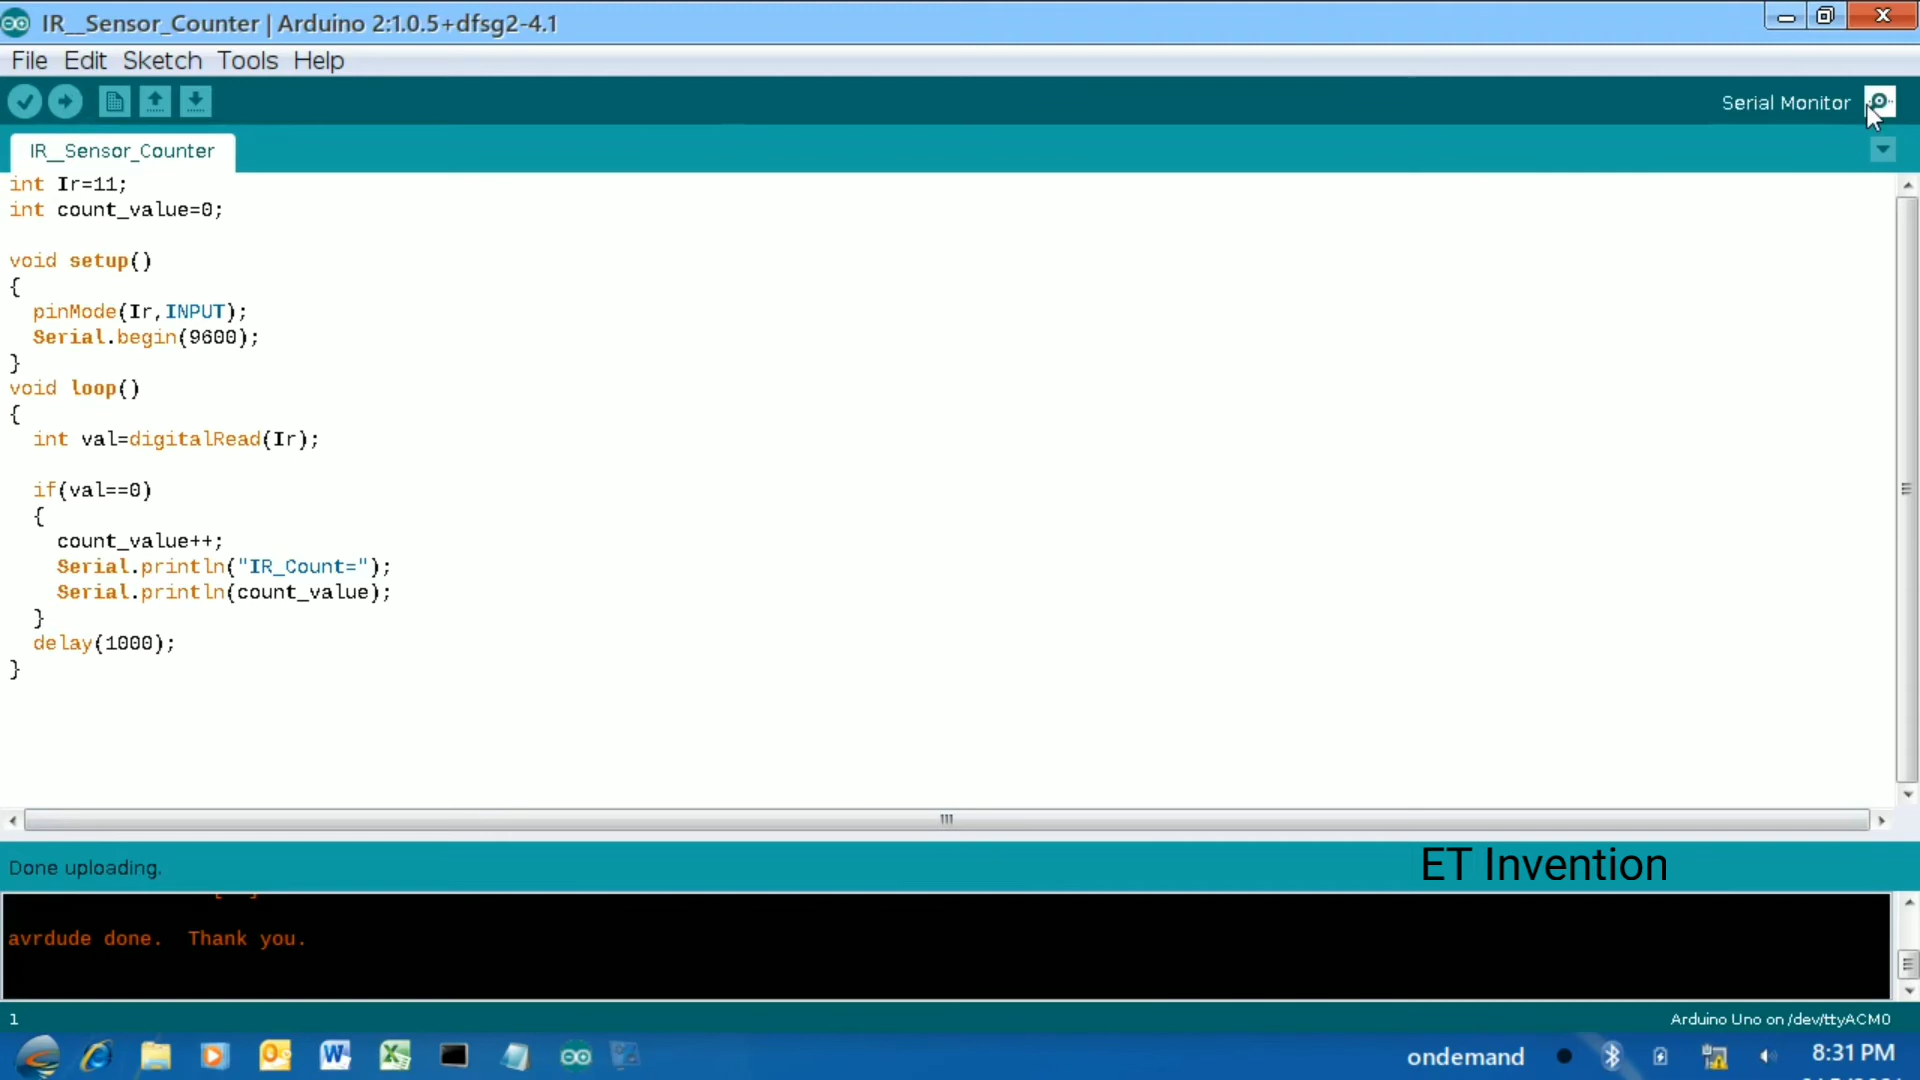 IR__Sensor_Counter | Arduino 2:1.0.5+dfsg2-4.1
File Edit Sketch Tools Help
Serial Monitor
IR__Sensor_Counter
int Ir=11;
int count_value=0;
void setup()
{
pinMode(Ir,INPUT);
Serial.begin(9600);
}
void loop()
{
int val=digitalRead(Ir);
if(val==0)
{
count_value++;
Serial.println("IR_Count=");
Serial.println(count_value);
}
delay(1000);
}
Done uploading.
ET Invention
avrdude done.  Thank you.
1
Arduino Uno on /dev/ttyACM0
ondemand
8:31 PM